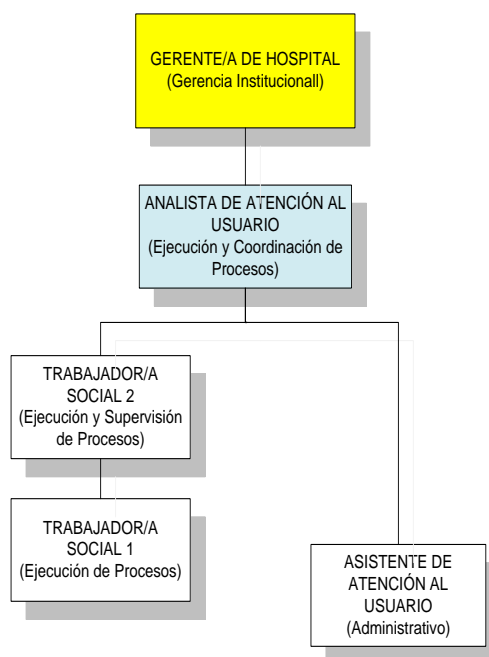 GERENTE/A DE HOSPITAL
(Gerencia Institucionall)
ANALISTA DE ATENCIÓN AL
USUARIO
(Ejecución y Coordinación de
Procesos)
TRABAJADOR/A
SOCIAL 2
(Ejecución y Supervisión
de Procesos)
TRABAJADOR/A
SOCIAL 1
(Ejecución de Procesos)
ASISTENTE DE
ATENCIÓN AL
USUARIO
(Administrativo)